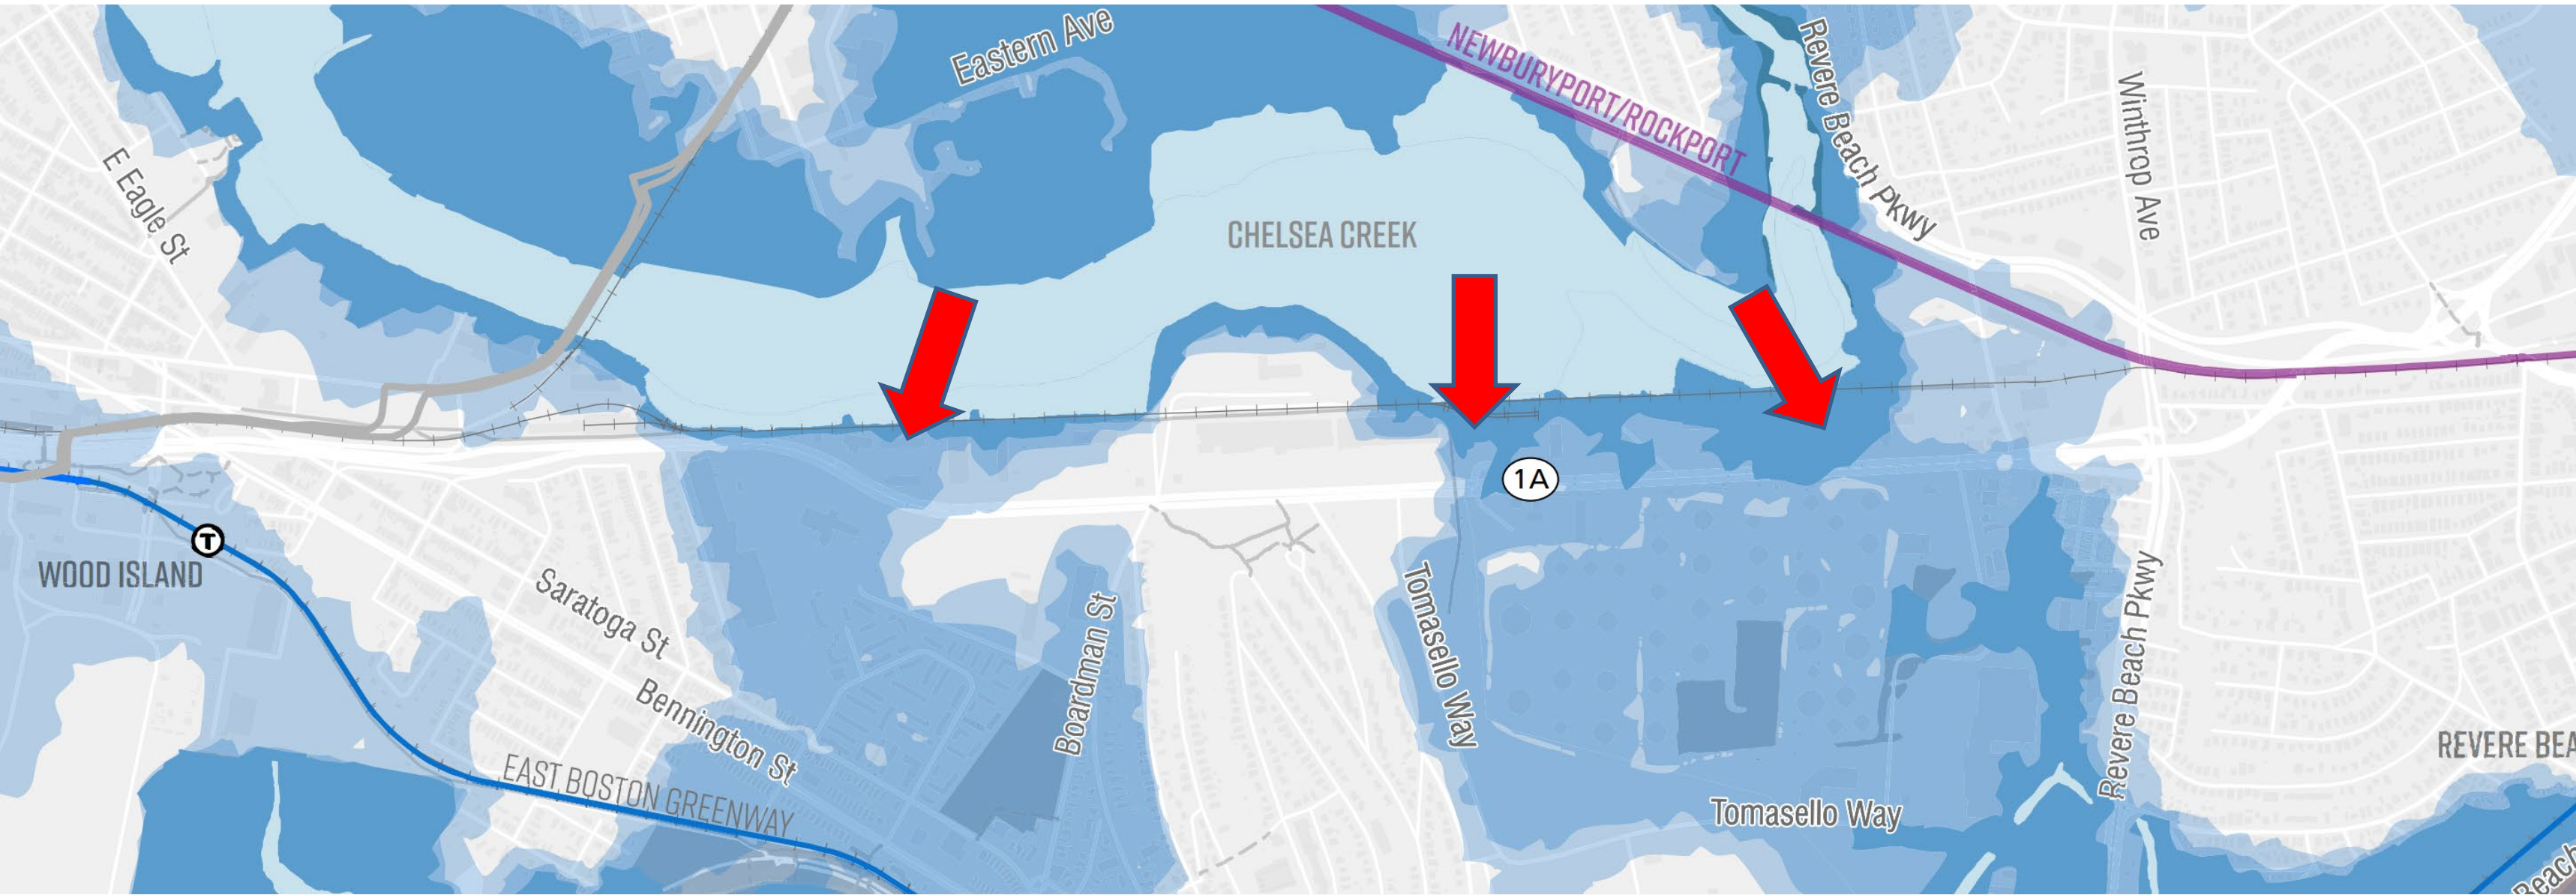 Eastern Ave
NEWBURYPORT/ROCKPORT
Revere Beach Pkwy
Winthrop Ave
E Eagle St
CHELSEA CREEK
1A
T
WOOD ISLAND
Saratoga St
Bennington St
Boardman St
Tomasello Way
Revere Beach Pkwy
EAST BOSTON GREENWAY
Tomasello Way
REVERE BEA
Beach